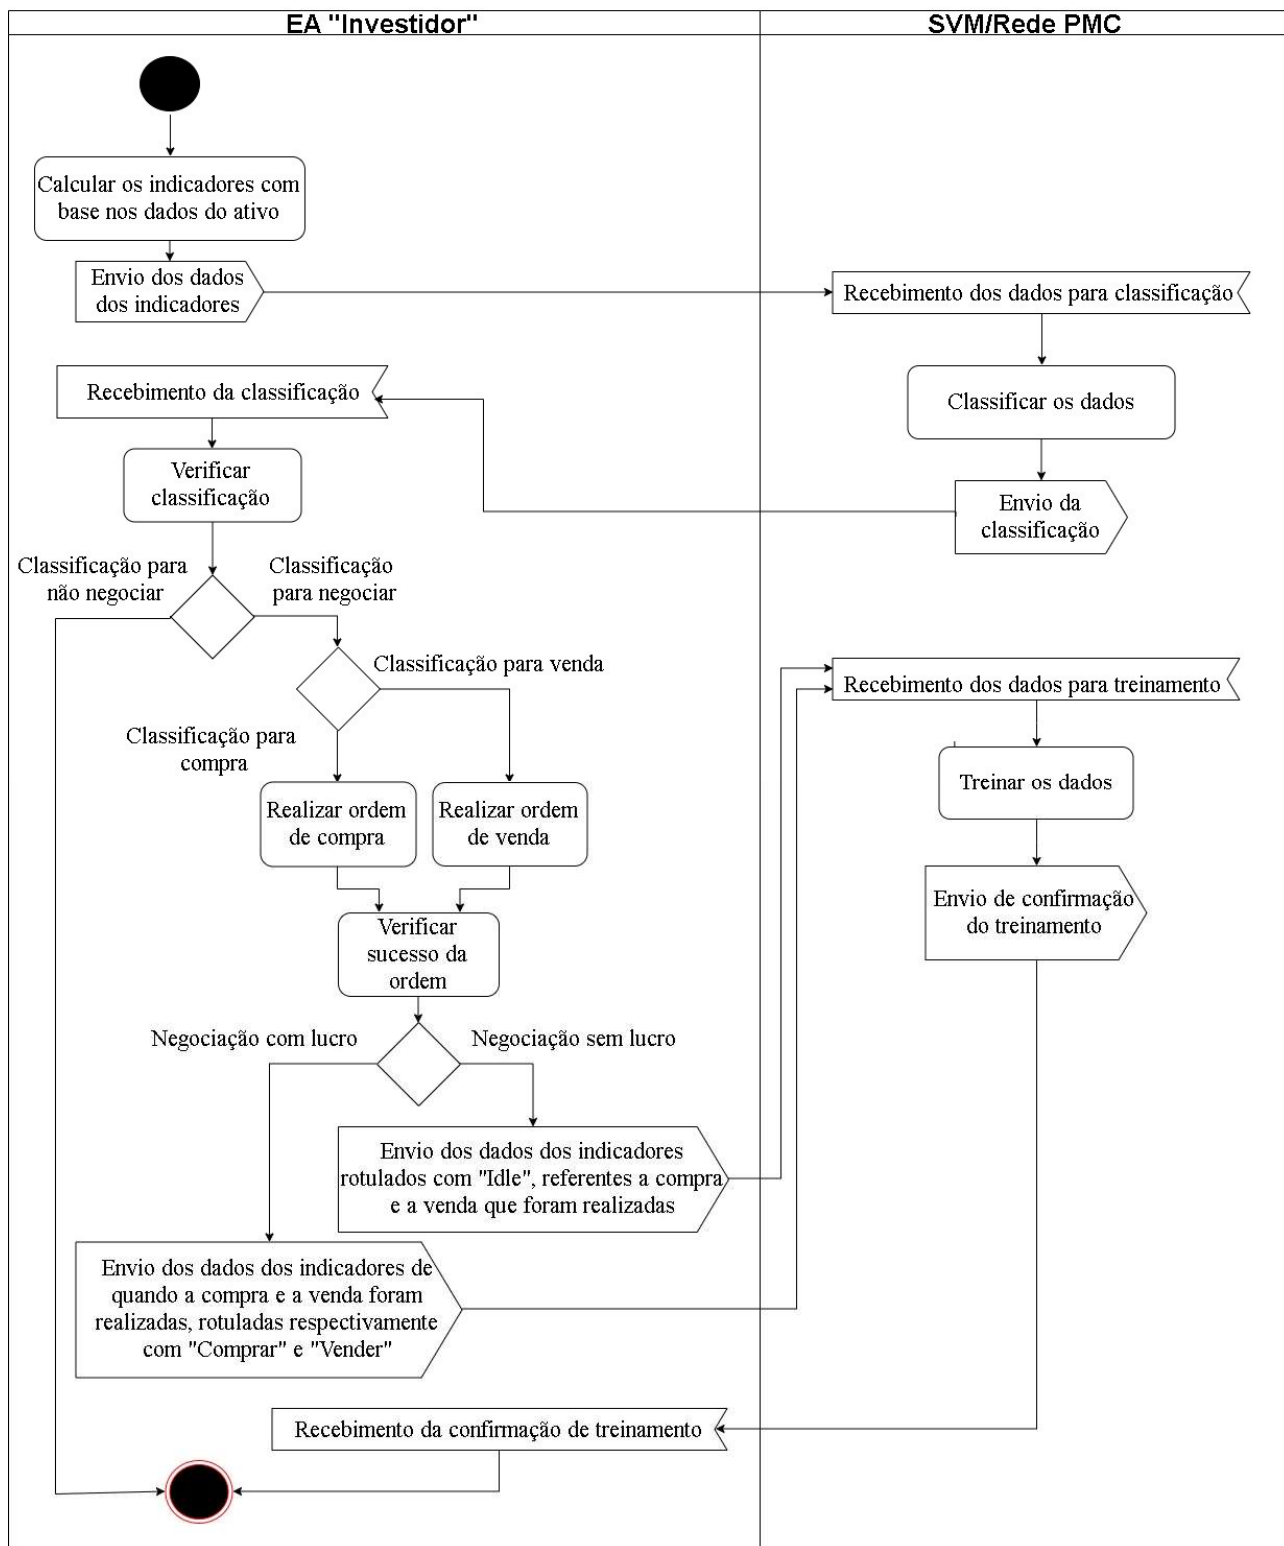 EA "Investidor"
SVM/Rede PMC
Calcular os indicadores com
base nos dados do ativo
Envio dos dados
dos indicadores
Recebimento dos dados para classificação
Recebimento da classificação
Classificar os dados
Verificar
classificação
Envio da
classificação
Classificação para
não negociar
Classificação
para negociar
Classificação para venda
Recebimento dos dados para treinamento
Classificação para
compra
Treinar os dados
Realizar ordem
de compra
Realizar ordem
de venda
Envio de confirmação
do treinamento
Verificar
sucesso da
ordem
Negociação com lucro
Negociação sem lucro
Envio dos dados dos indicadores
rotulados com "Idle", referentes a compra
e a venda que foram realizadas
Envio dos dados dos indicadores de
quando a compra e a venda foram
realizadas, rotuladas respectivamente
com "Comprar" e "Vender"
Recebimento da confirmação de treinamento